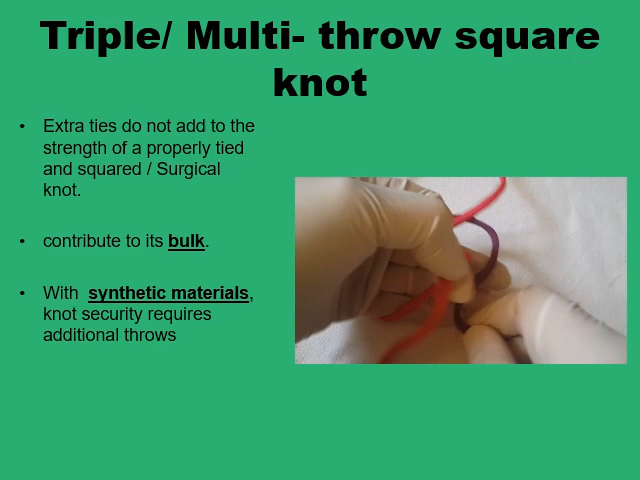 Triple/ Multi- throw square
knot
• Extra ties do not add to the
strength of a properly tied
and squared / Surgical
knot.
• contribute to its bulk.
• With synthetic materials,
knot security requires
additional throws